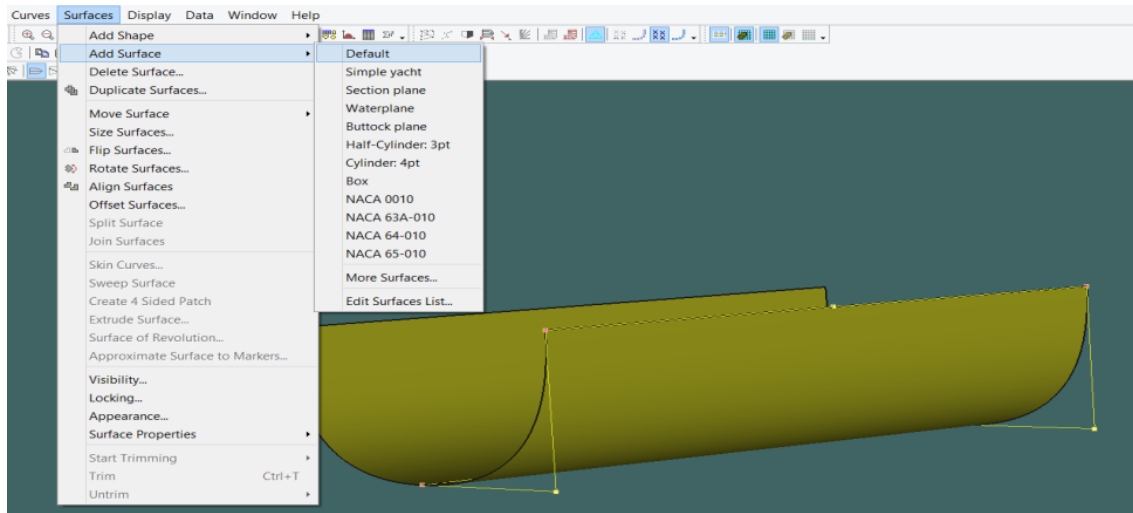 Curves Surfaces Display Data Window Help
Add Shape
Add Surface
Delete Surface...
Duplicate Surfaces...
Move Surface
Size Surfaces...
Flip Surfaces...
Rotate Surfaces...
Align Surfaces
Offset Surfaces...
Split Surface
Join Surfaces
Skin Curves...
Sweep Surface
Create 4 Sided Patch
Extrude Surface...
Surface of Revolution...
Approximate Surface to Markers...
Visibility...
Locking...
Appearance...
Surface Properties
Start Trimming
Trim Ctrl+T
Untrim
Default
Simple yacht
Section plane
Waterplane
Buttock plane
Half-Cylinder: 3pt
Cylinder: 4pt
Box
NACA 0010
NACA 63A-010
NACA 64-010
NACA 65-010
More Surfaces...
Edit Surfaces List...